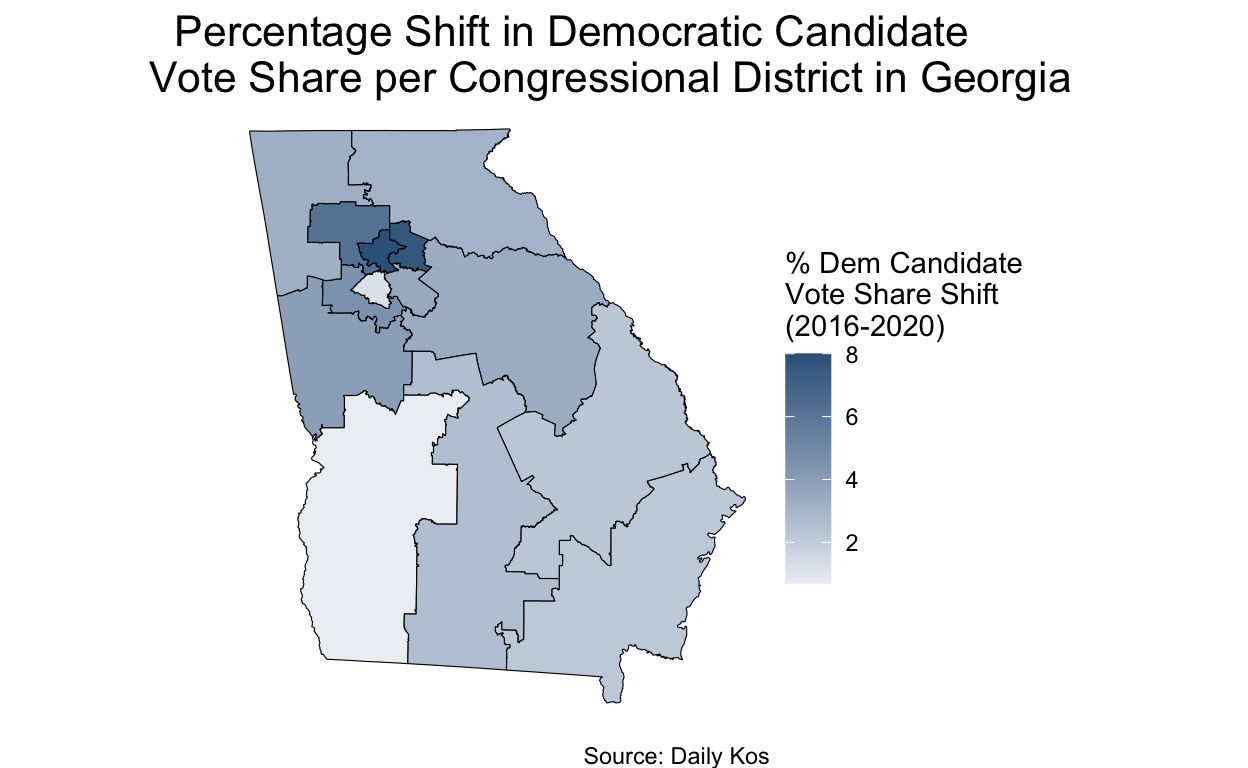 Percentage Shift in Democratic Candidate
Vote Share per Congressional District in Georgia
% Dem Candidate
Vote Share Shift
(2016-2020)
8
6
4
2
Source: Daily Kos